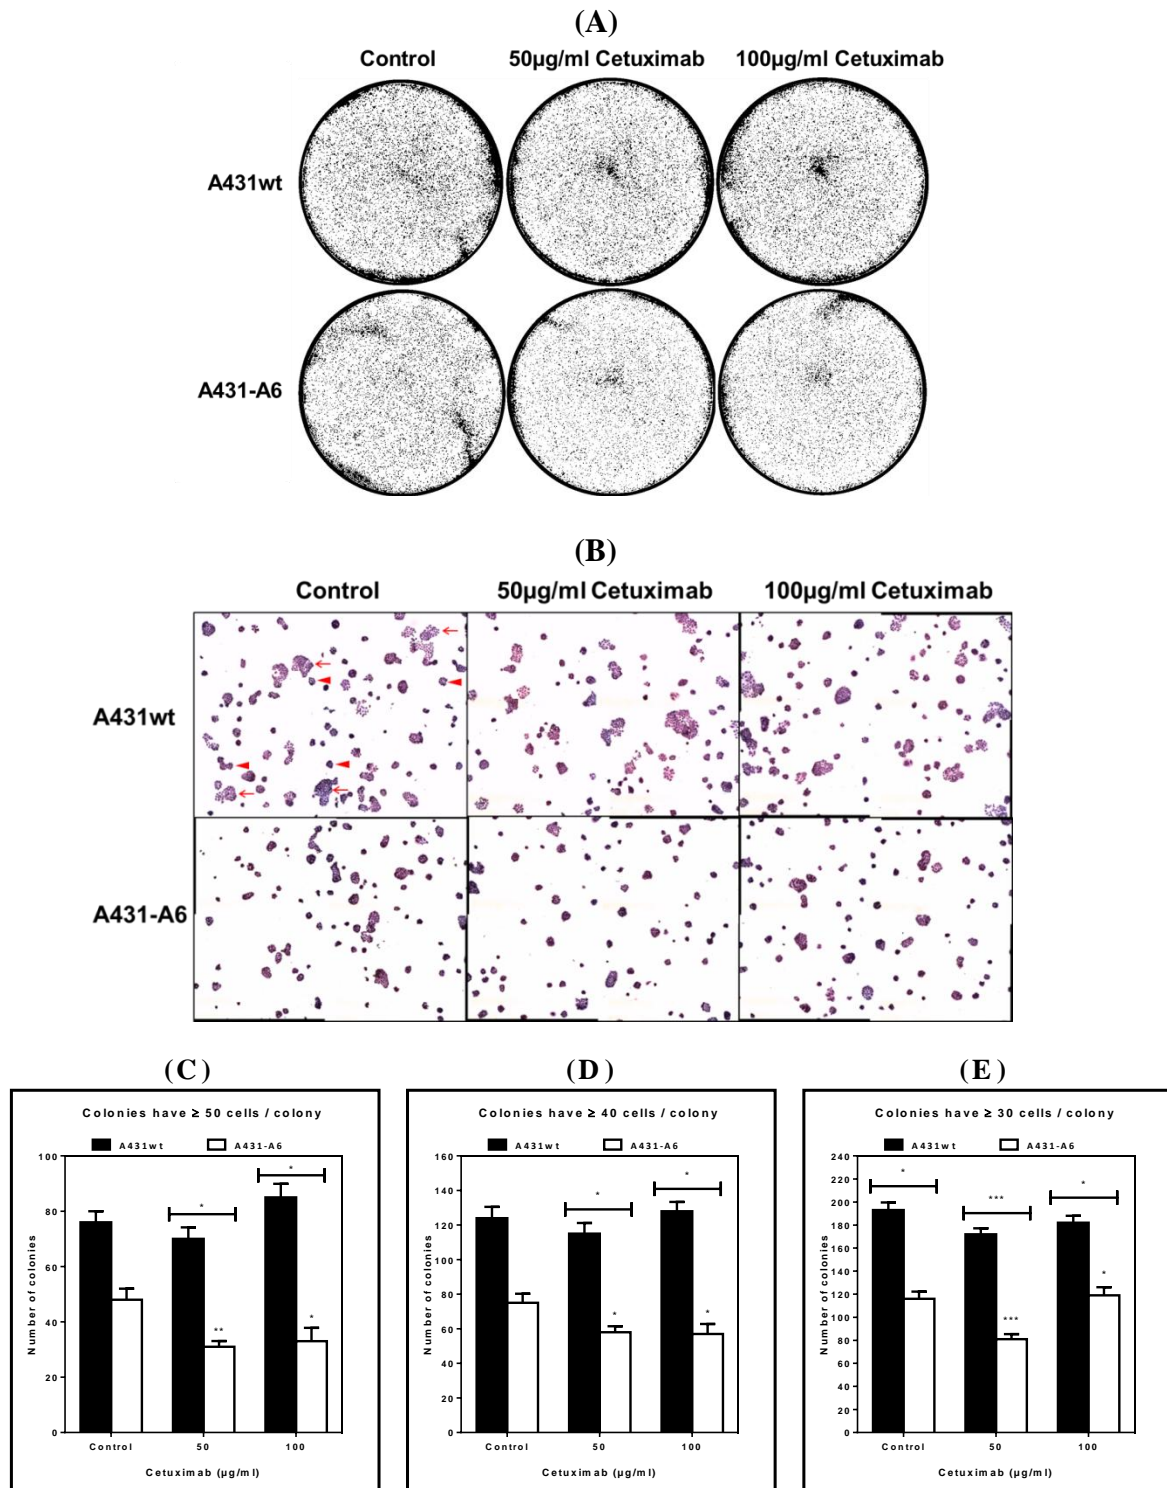 (A)
Control 50µg/ml Cetuximab 100µg/ml Cetuximab
A431wt
A431-A6
(B)
Control 50µg/ml Cetuximab 100µg/ml Cetuximab
A431wt
A431-A6
(C)
Colonies have ≥ 50 cells / colony
A431wt A431-A6
Number of colonies
100
80
60
40
20
0
* *
** *
Control 50 100
Cetuximab (µg/ml)
(D)
Colonies have ≥ 40 cells / colony
A431wt A431-A6
Number of colonies
160
140
120
100
80
60
40
20
0
* *
* *
Control 50 100
Cetuximab (µg/ml)
(E)
Colonies have ≥ 30 cells / colony
A431wt A431-A6
Number of colonies
240
220
200
180
160
140
120
100
80
60
40
20
0
* *** *
*** *
Control 50 100
Cetuximab (µg/ml)